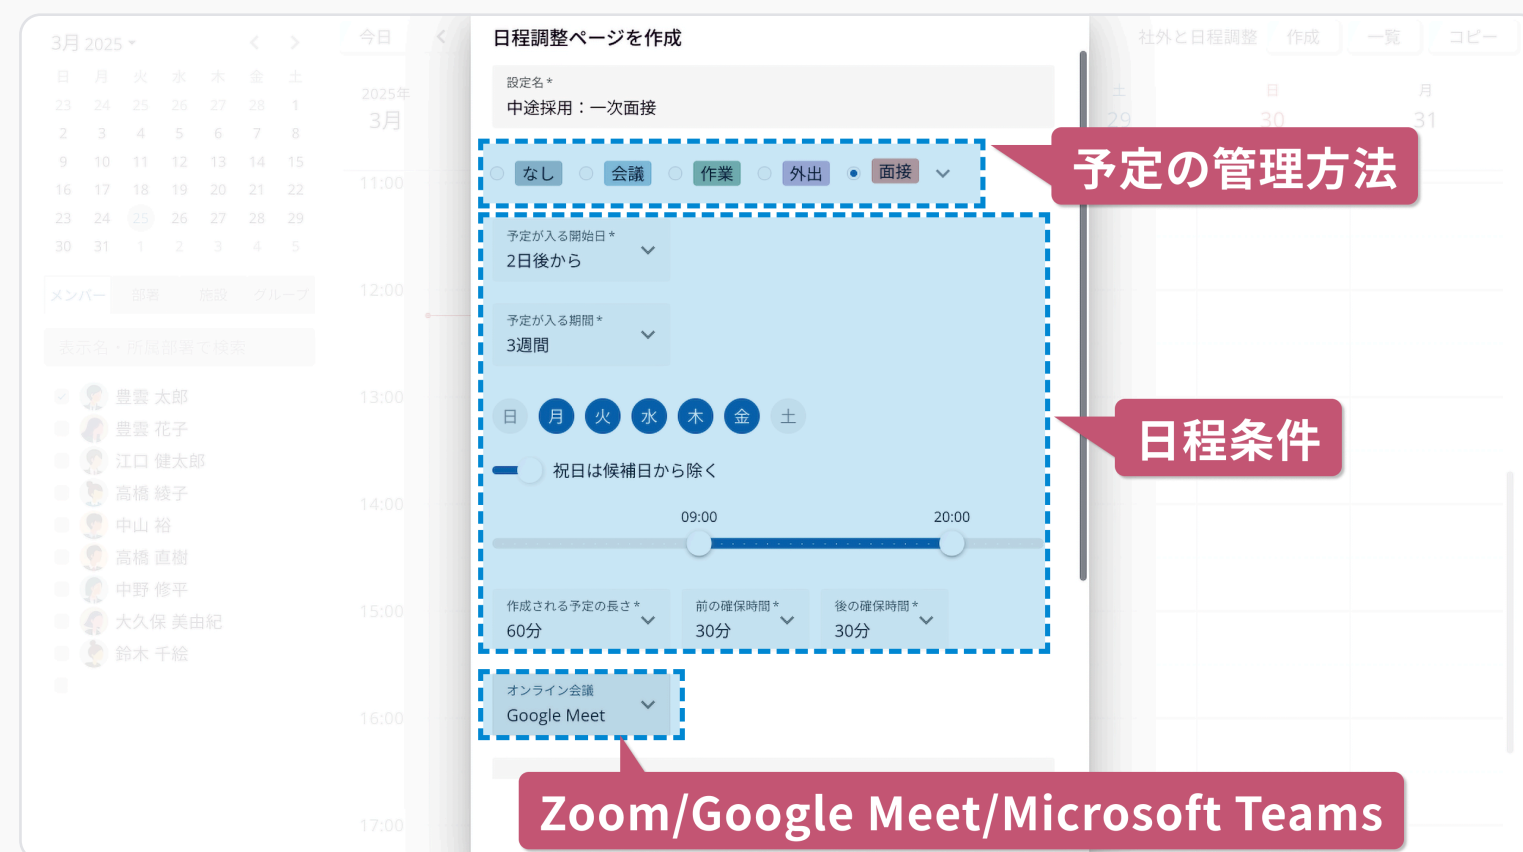 3月 2025
日 月 火 水 木 金 土
23 24 25 26 27 28 1
2 3 4 5 6 7 8
9 10 11 12 13 14 15
16 17 18 19 20 21 22
23 24 25 26 27 28 29
30 31 1 2 3 4 5
メンバー 部署 施設 グループ
表示名・所属部署で検索
豊雲 太郎
豊雲 花子
江口 健太郎
高橋 綾子
中山 裕
高橋 直樹
中野 修平
大久保 美由紀
鈴木 千絵
今日
2025年
3月
11:00
12:00
13:00
14:00
15:00
16:00
17:00
日程調整ページを作成
設定名*
中途採用：一次面接
なし 会議 作業 外出 面接
予定が入る開始日*
2日後から
予定が入る期間*
3週間
日 月 火 水 木 金 土
祝日は候補日から除く
09:00 20:00
作成される予定の長さ* 前の確保時間* 後の確保時間*
60分 30分 30分
オンライン会議
Google Meet
社外と日程調整 作成 一覧 コピー
土 日 月
29 30 31
予定の管理方法
日程条件
Zoom/Google Meet/Microsoft Teams